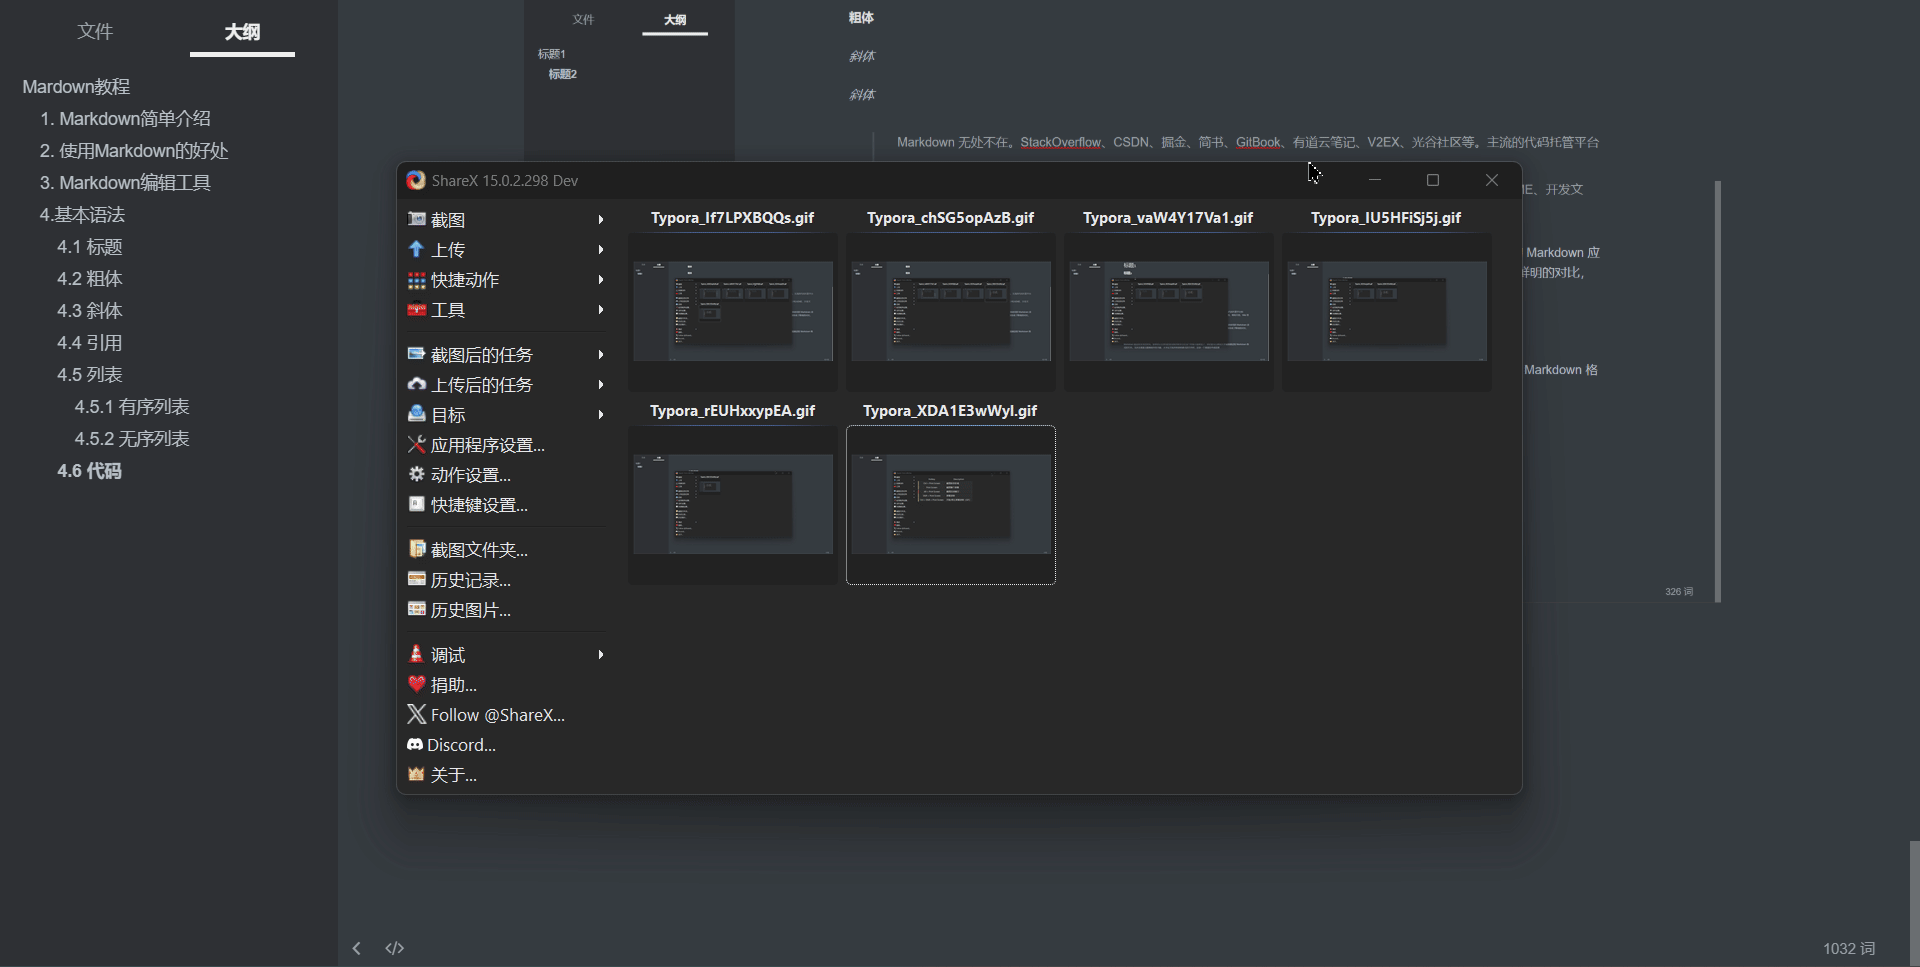 文件
大纲
Mardown教程
1. Markdown简单介绍
2. 使用Markdown的好处
3. Markdown编辑工具
4.基本语法
4.1 标题
4.2 粗体
4.3 斜体
4.4 引用
4.5 列表
4.5.1 有序列表
4.5.2 无序列表
4.6 代码
文件
大纲
标题1
标题2
粗体
斜体
斜体
Markdown 无处不在。StackOverflow、CSDN、掘金、简书、GitBook、有道云笔记、V2EX、光谷社区等。主流的代码托管平台
ShareX 15.0.2.298 Dev
截图
上传
快捷动作
工具
截图后的任务
上传后的任务
目标
应用程序设置...
动作设置...
快捷键设置...
截图文件夹...
历史记录...
历史图片...
调试
捐助...
Follow @ShareX...
Discord...
关于...
Typora_If7LPXBQQs.gif
Typora_chSG5opAzB.gif
Typora_vaW4Y17Va1.gif
Typora_IU5HFiSj5j.gif
Typora_rEUHxxypEA.gif
Typora_XDA1E3wWyI.gif
E、开发文
Markdown 应
鲜明的对比,
Markdown 格
326 词
</>
1032 词